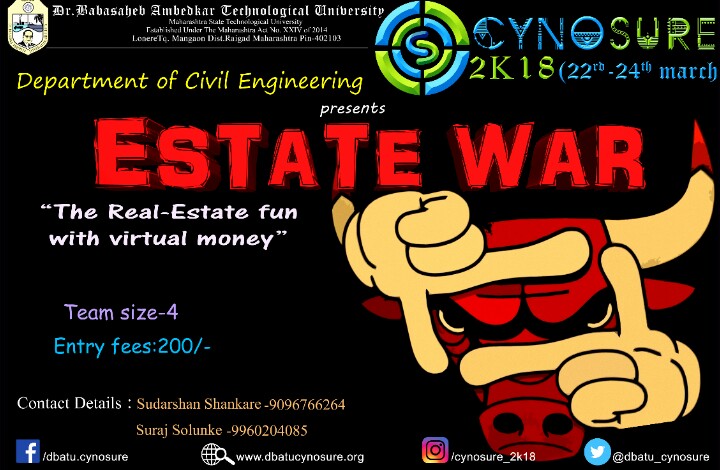 Dr.Babasaheb Ambedkar Technological University
Maharashtra State Technological University
Established Under The Maharashtra Act No. XXIV of 2014
LonereTq. Mangaon Dist.Raigad Maharashtra Pin-402103
CYNOSURE
2K18 (22nd-24th march
Department of Civil Engineering
presents
ESTATE WAR
“The Real-Estate fun
with virtual money”
Team size-4
Entry fees:200/-
Contact Details : Sudarshan Shankare -9096766264
Suraj Solunke -9960204085
/dbatu.cynosure www.dbatucynosure.org /cynosure_2k18 @dbatu_cynosure